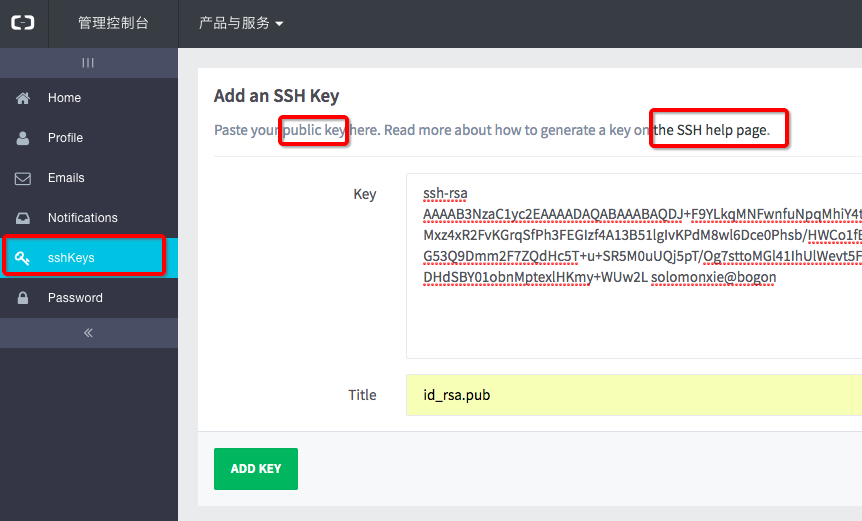 管理控制台
产品与服务
Home
Profile
Emails
Notifications
sshKeys
Password
Add an SSH Key
Paste your public key here. Read more about how to generate a key on the SSH help page.
Key
ssh-rsa
AAAAB3NzaC1yc2EAAAADAQABAAABAQDJ+F9YLkqMNFwnfuNpqMhiY4t
Mxz4xR2FvKGrqSfPh3FEGIzf4A13B51lgIvKPdM8wl6Dce0Phsb/HWCo1fE
G53Q9Dmm2F7ZQdHc5T+u+SR5M0uUQj5pT/Og7sttoMGl41IhUlWevt5F
DHdSBY01obnMptexlHKmy+WUw2L solomonxie@bogon
Title
id_rsa.pub
ADD KEY